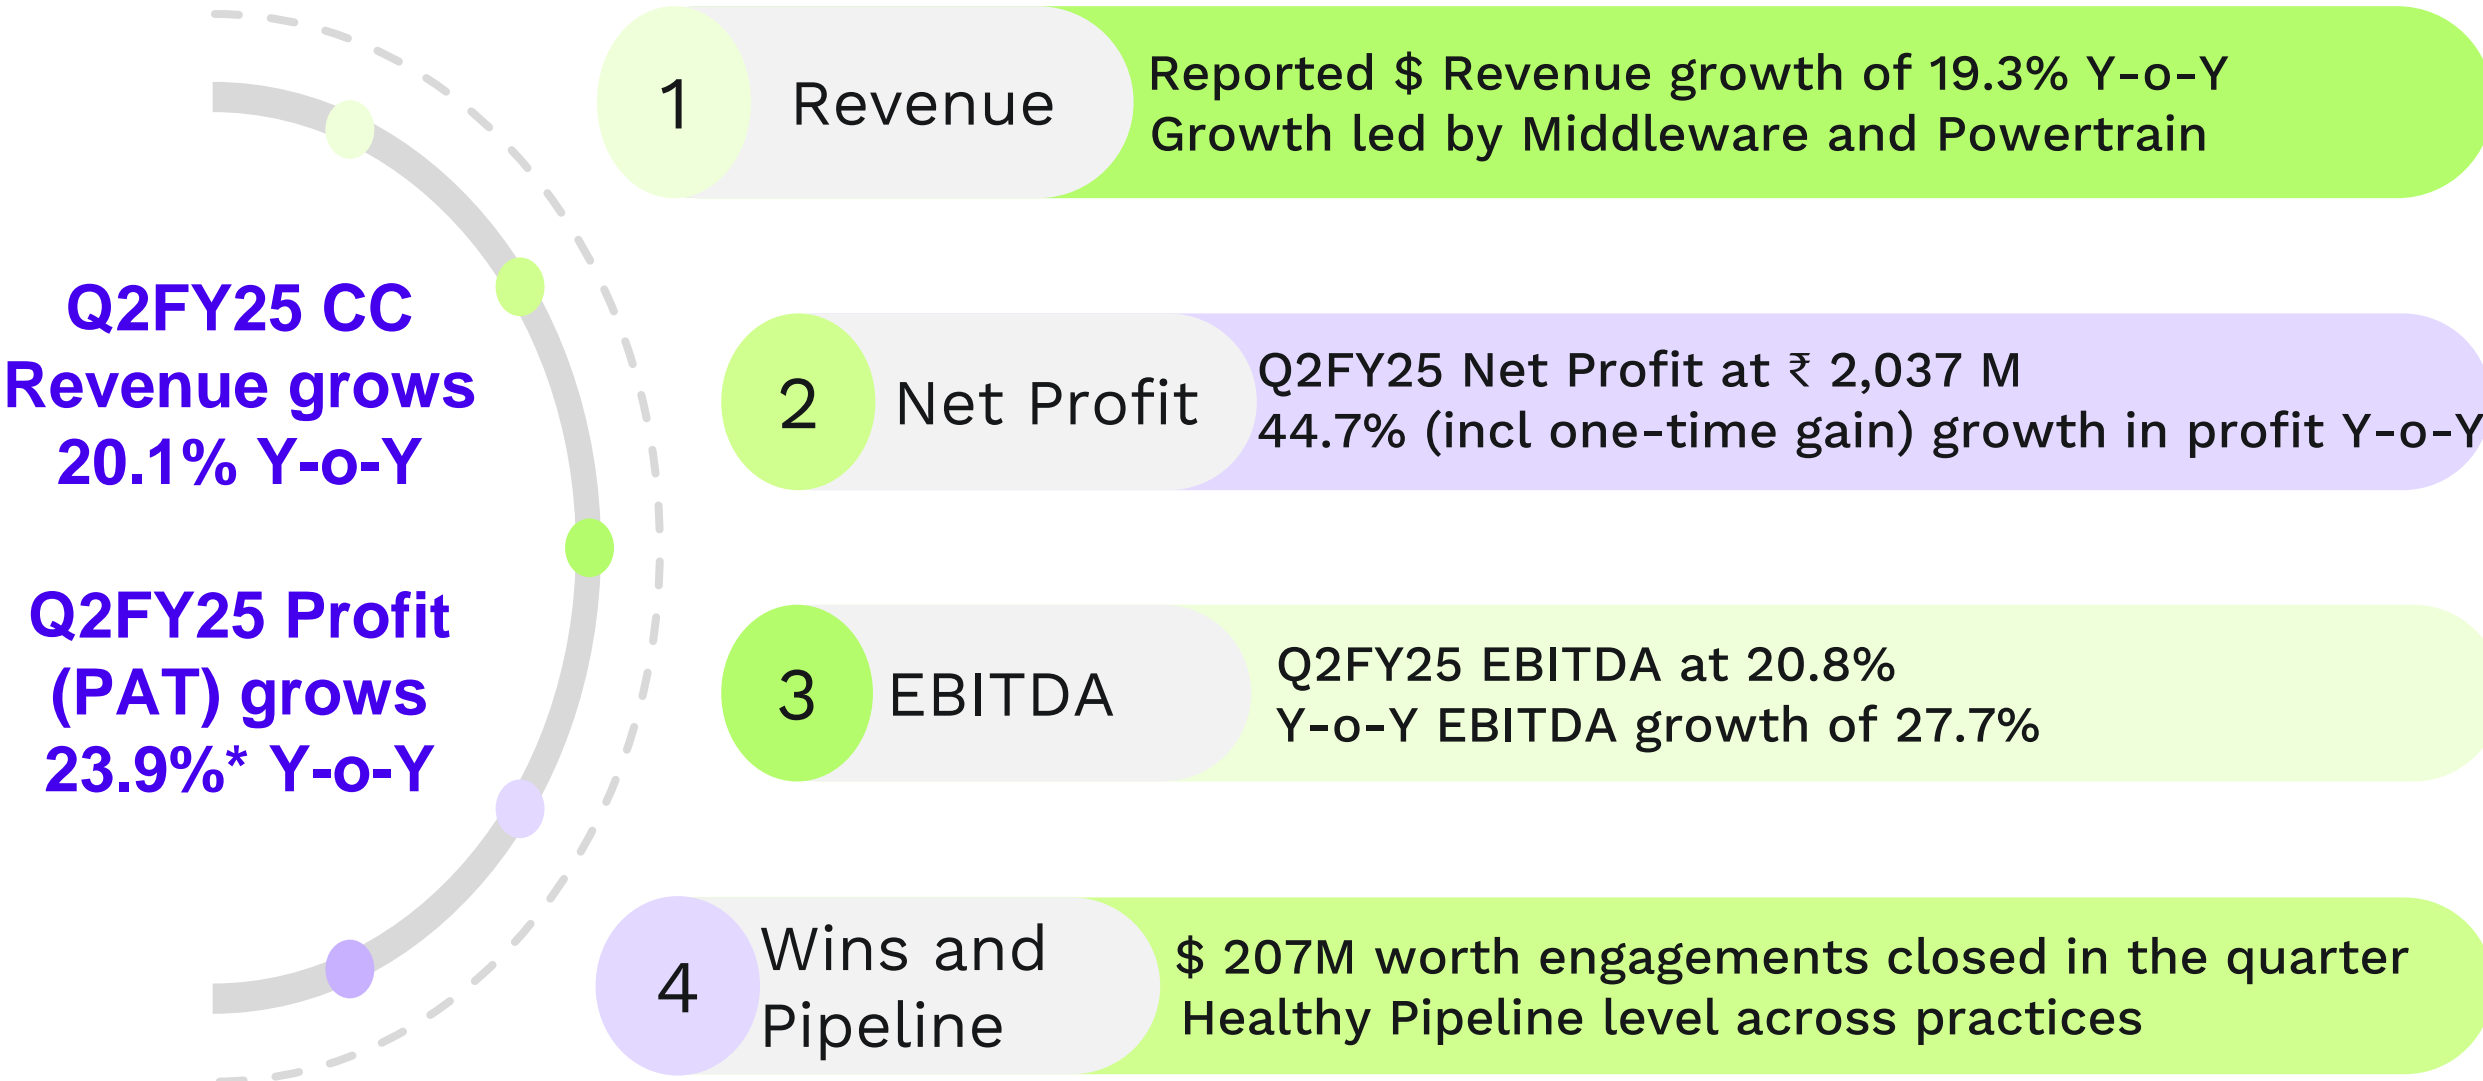 Q2FY25 CC
Revenue grows
20.1% Y-o-Y
Q2FY25 Profit
(PAT) grows
23.9%* Y-o-Y
1
Revenue
Reported $ Revenue growth of 19.3% Y-o-Y
Growth led by Middleware and Powertrain
2
Net Profit
Q2FY25 Net Profit at ₹ 2,037 M
44.7% (incl one-time gain) growth in profit Y-o-Y
3
EBITDA
Q2FY25 EBITDA at 20.8%
Y-o-Y EBITDA growth of 27.7%
4
Wins and
Pipeline
$ 207M worth engagements closed in the quarter
Healthy Pipeline level across practices